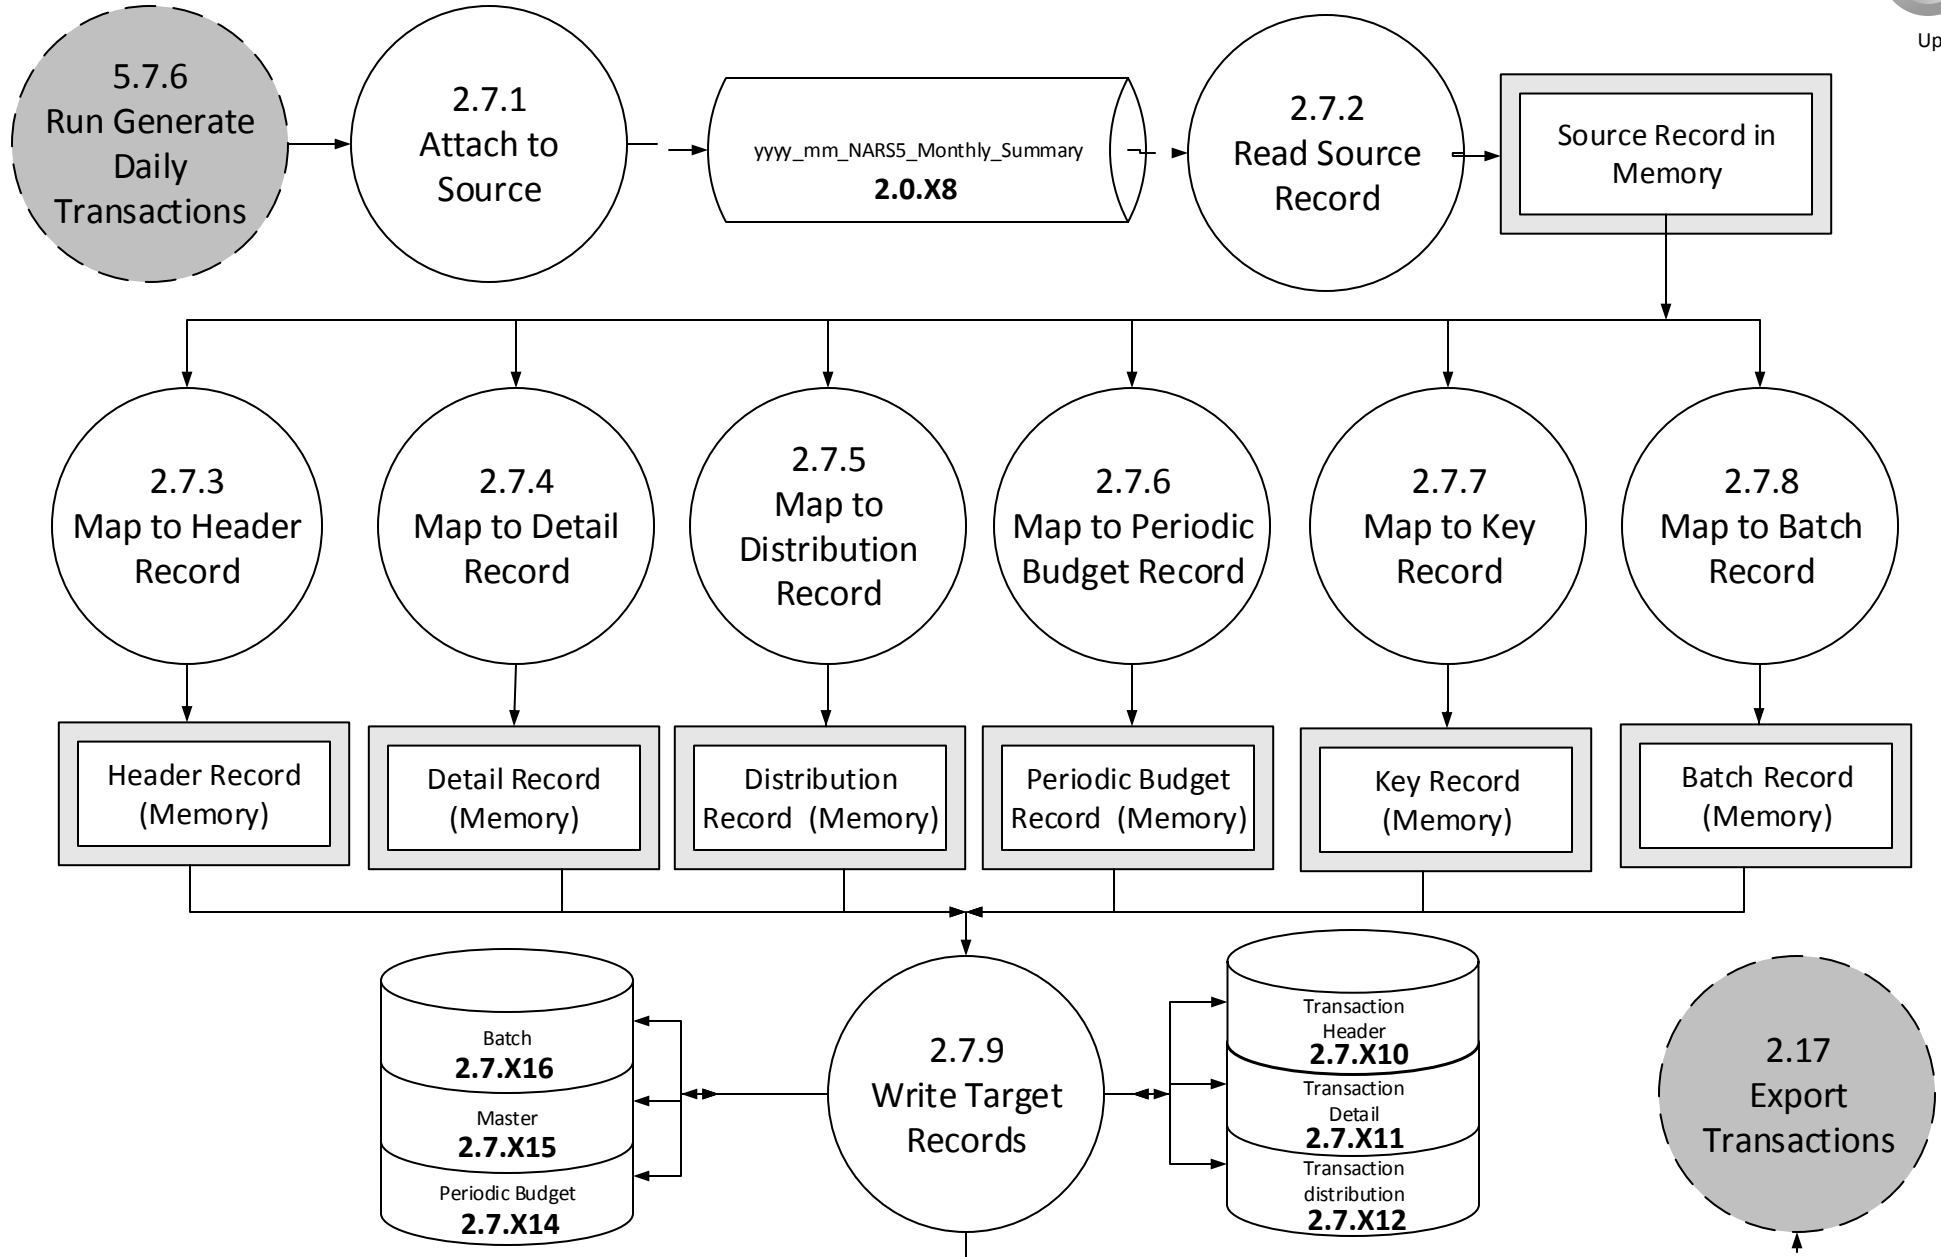 Up
5.7.6
Run Generate
Daily
Transactions
2.7.1
Attach to
Source
yyyy_mm_NARS5_Monthly_Summary
2.0.X8
2.7.2
Read Source
Record
Source Record in
Memory
2.7.3
Map to Header
Record
2.7.4
Map to Detail
Record
2.7.5
Map to
Distribution
Record
2.7.6
Map to Periodic
Budget Record
2.7.7
Map to Key
Record
2.7.8
Map to Batch
Record
Header Record
(Memory)
Detail Record
(Memory)
Distribution
Record (Memory)
Periodic Budget
Record (Memory)
Key Record
(Memory)
Batch Record
(Memory)
Batch
2.7.X16
Master
2.7.X15
Periodic Budget
2.7.X14
2.7.9
Write Target
Records
Transaction
Header
2.7.X10
Transaction
Detail
2.7.X11
Transaction
distribution
2.7.X12
2.17
Export
Transactions